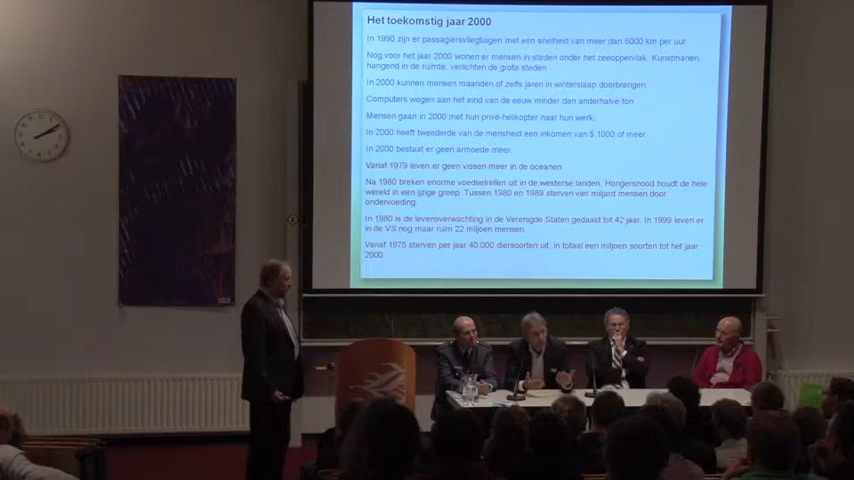 Het toekomstig jaar 2000
In 1990 zijn er passagiersvliegtuigen met een snelheid van meer dan 6000 km per uur.
Nog voor het jaar 2000 wonen er mensen in steden onder het zeeoppervlak. Kunstmanen,
hangend in de ruimte, verlichten de grote steden.
In 2000 kunnen mensen maanden of zelfs jaren in winterslaap doorbrengen.
Computers wegen aan het eind van de eeuw minder dan anderhalve ton
Mensen gaan in 2000 met hun privé-helikopter naar hun werk.
In 2000 heeft tweederde van de mensheid een inkomen van $ 1000 of meer.
In 2000 bestaat er geen armoede meer.
Vanaf 1979 leven er geen vissen meer in de oceanen
Na 1980 breken enorme voedselrellen uit in de westerse landen. Hongersnood houdt de hele
wereld in een ijzige greep. Tussen 1980 en 1989 sterven vier miljard mensen door
ondervoeding.
In 1980 is de levensverwachting in de Verenigde Staten gedaald tot 42 jaar. In 1999 leven er
in de VS nog maar ruim 22 miljoen mensen.
Vanaf 1975 sterven per jaar 40.000 diersoorten uit, in totaal een miljoen soorten tot het jaar
2000